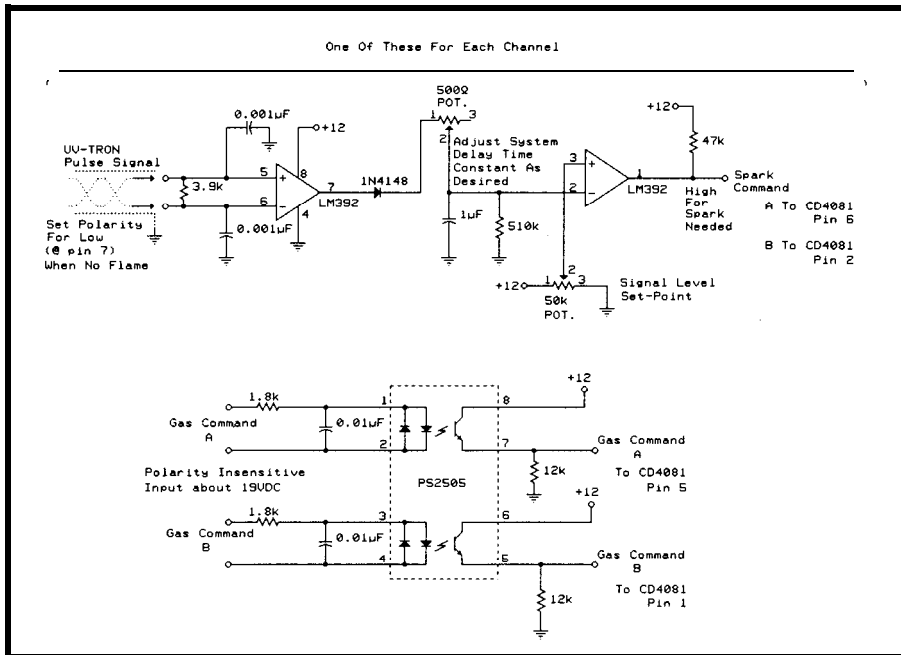 One Of These For Each Channel
500Ω
POT.
1
3
2
0.001µF
+12
+12
47k
UV-TRON
Pulse Signal
3.9k
5
+
8
7
6
-
4
LM392
1N4148
Adjust System
Delay Time
Constant As
Desired
3
+
2
-
1
LM392
Spark
Command
High
For
Spark
Needed
A To CD4081
Pin 6
B To CD4081
Pin 2
0.001µF
1µF
510k
Set Polarity
For Low
(@ pin 7)
When No Flame
+12
1
2
3
50k
POT.
Signal Level
Set-Point
1.8k
1
8
+12
Gas Command
A
0.01µF
2
7
Gas Command
A
12k
To CD4081
Pin 5
Polarity Insensitive
Input about 19VDC
PS2505
1.8k
3
6
+12
Gas Command
B
0.01µF
4
5
Gas Command
B
12k
To CD4081
Pin 1